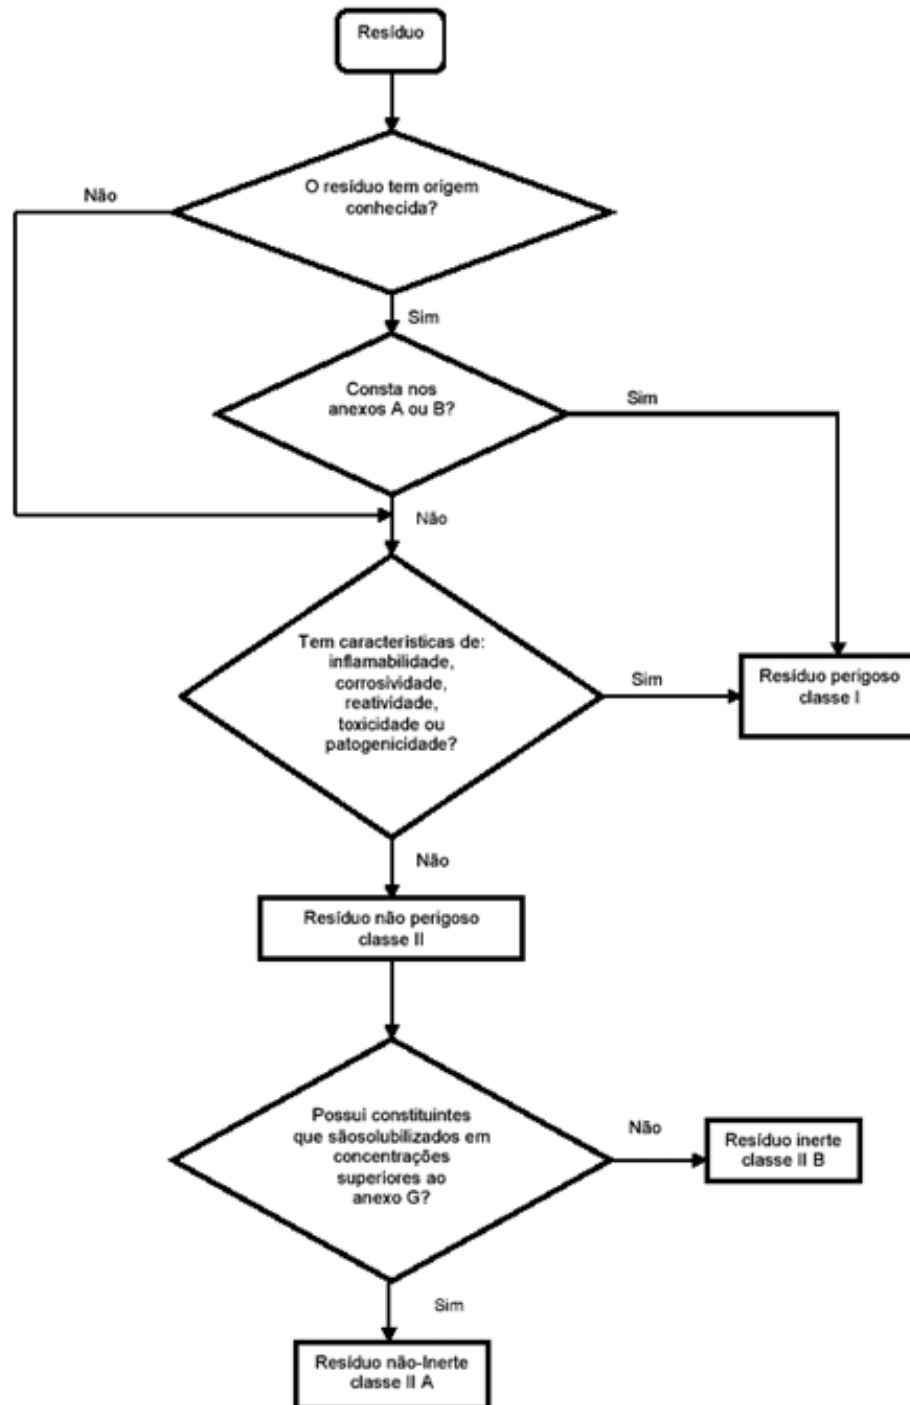 Resíduo
O resíduo tem origem
conhecida?
Não
Sim
Consta nos
anexos A ou B?
Sim
Não
Tem características de:
inflamabilidade,
corrosividade,
reatividade,
toxicidade ou
patogenicidade?
Sim
Resíduo perigoso
classe I
Não
Resíduo não perigoso
classe II
Possui constituintes
que sãosolubilizados em
concentrações
superiores ao
anexo G?
Não
Resíduo inerte
classe II B
Sim
Resíduo não-Inerte
classe II A